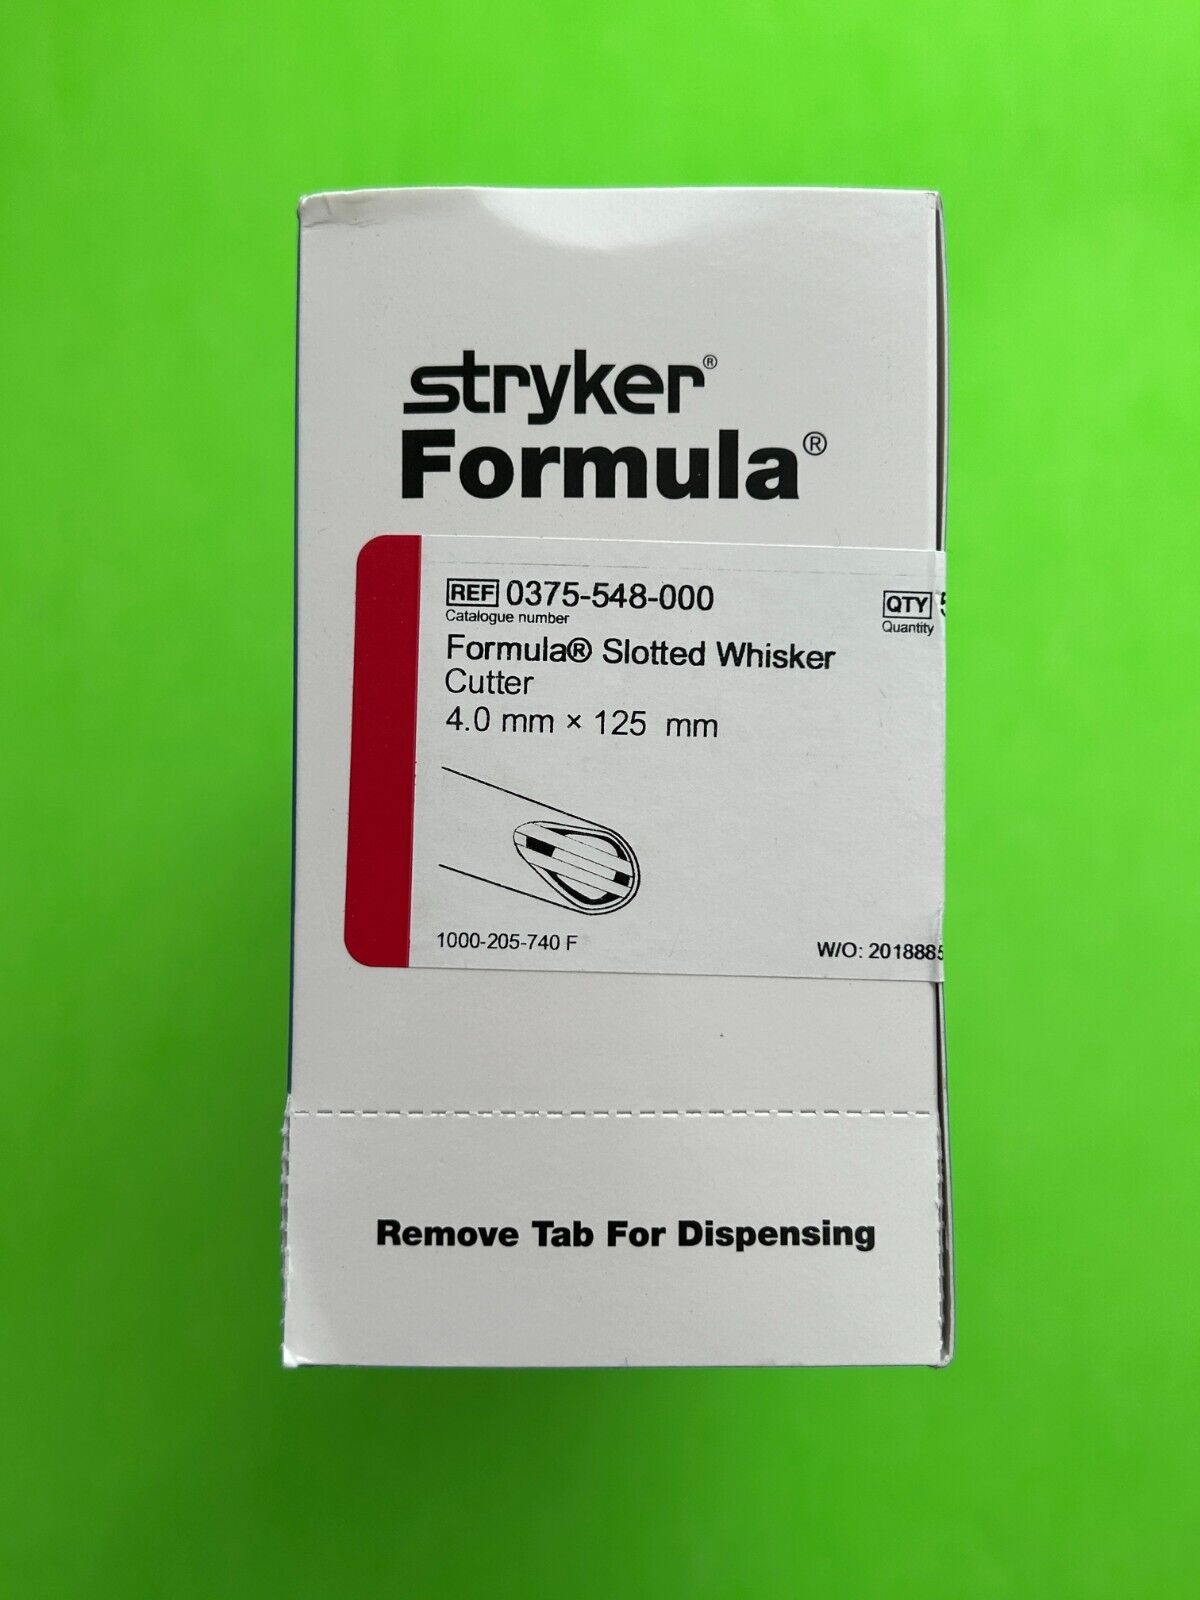 stryker®
Formula®
REF 0375-548-000
Catalogue number
QTY
Quantity
Formula® Slotted Whisker
Cutter
4.0 mm × 125 mm
1000-205-740 F
W/O: 2018885
Remove Tab For Dispensing